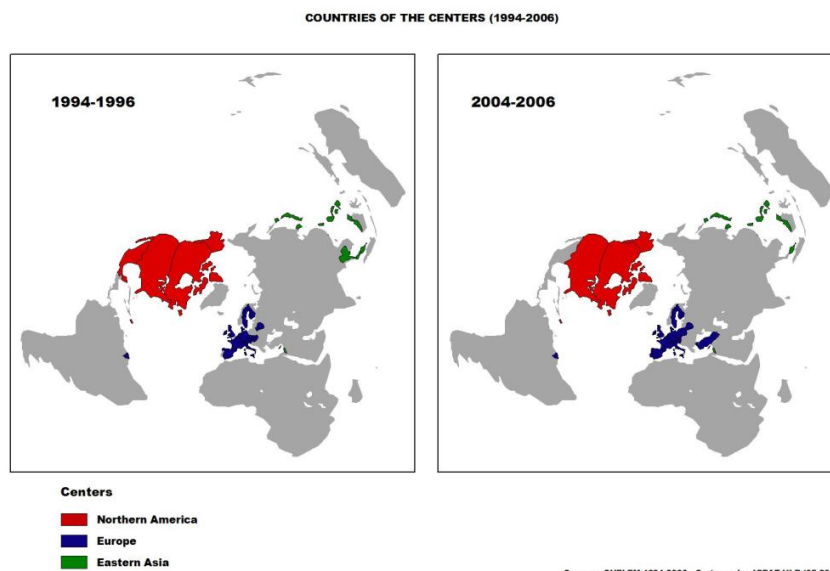 COUNTRIES OF THE CENTERS (1994-2006)
1994-1996
2004-2006
Centers
Northern America
Europe
Eastern Asia